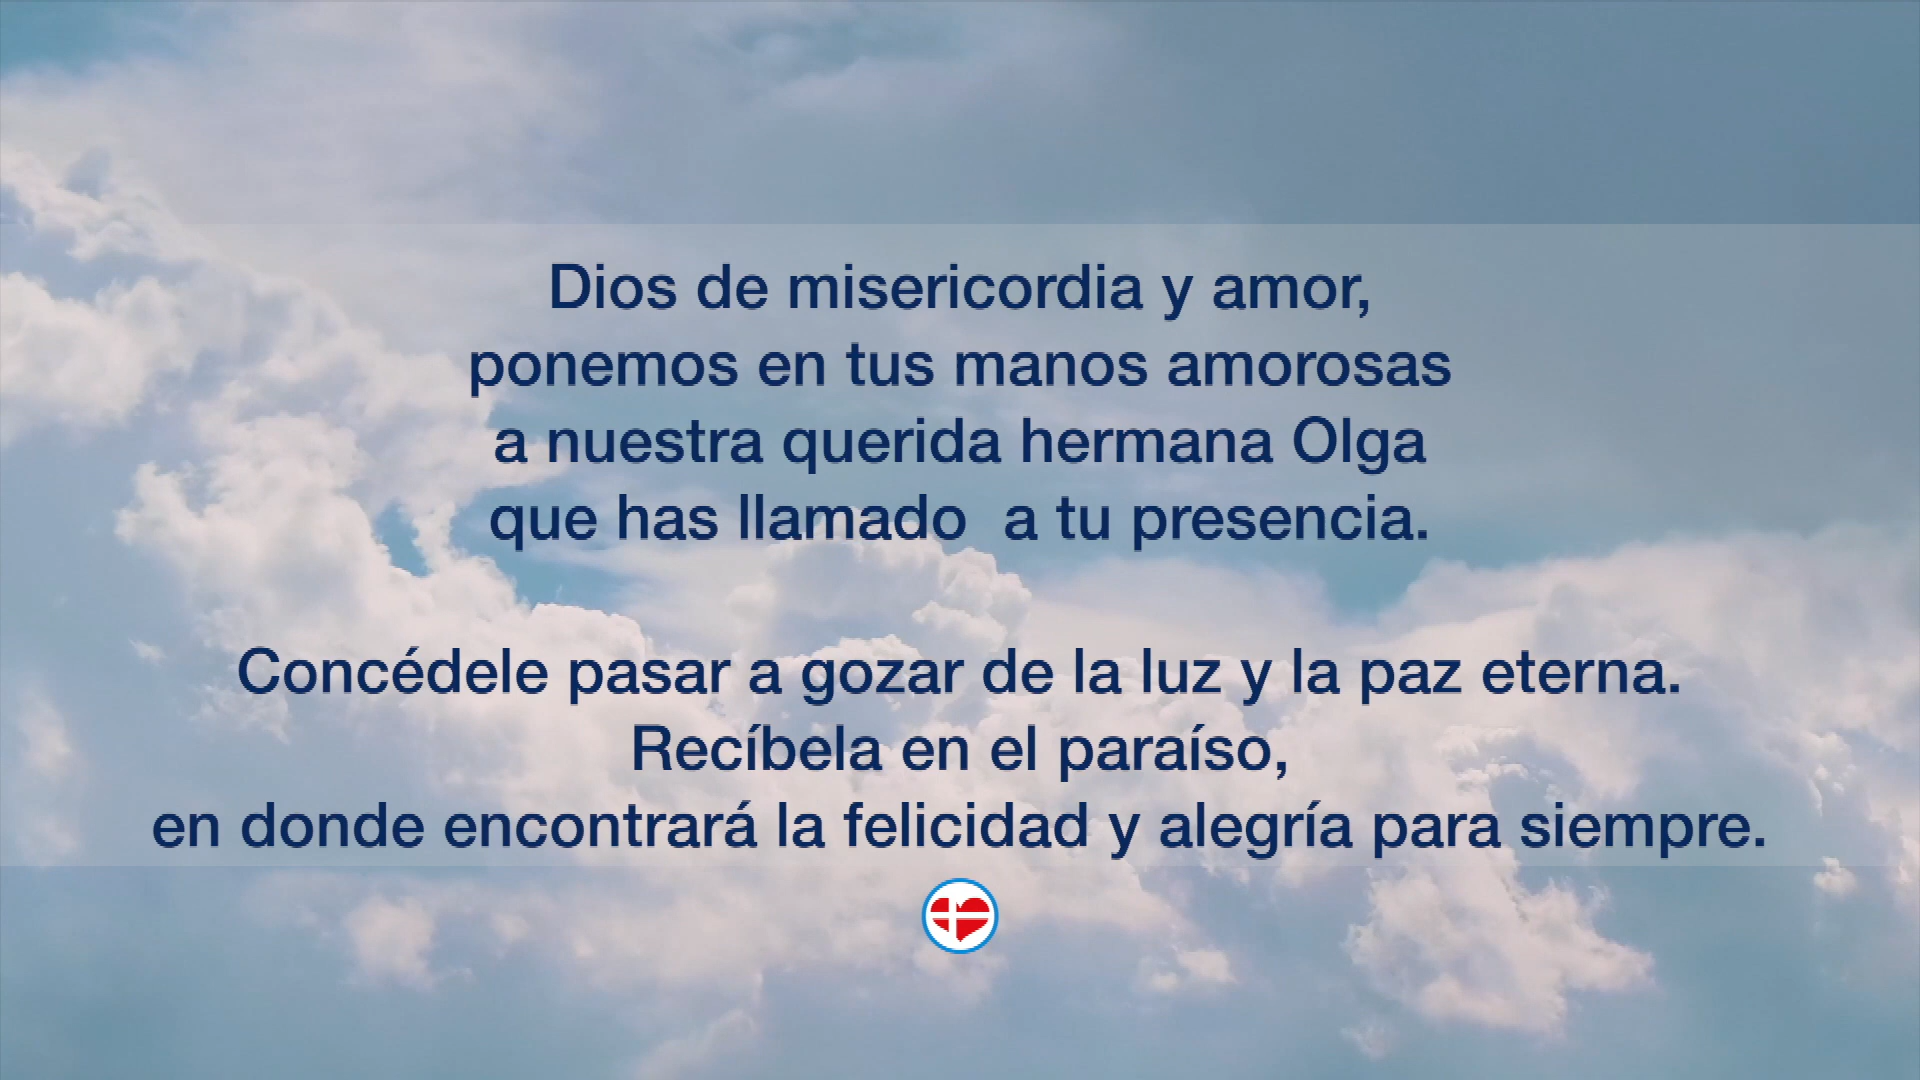 Dios de misericordia y amor,
ponemos en tus manos amorosas
a nuestra querida hermana Olga
que has llamado  a tu presencia.
Concédele pasar a gozar de la luz y la paz eterna.
Recíbela en el paraíso,
en donde encontrará la felicidad y alegría para siempre.